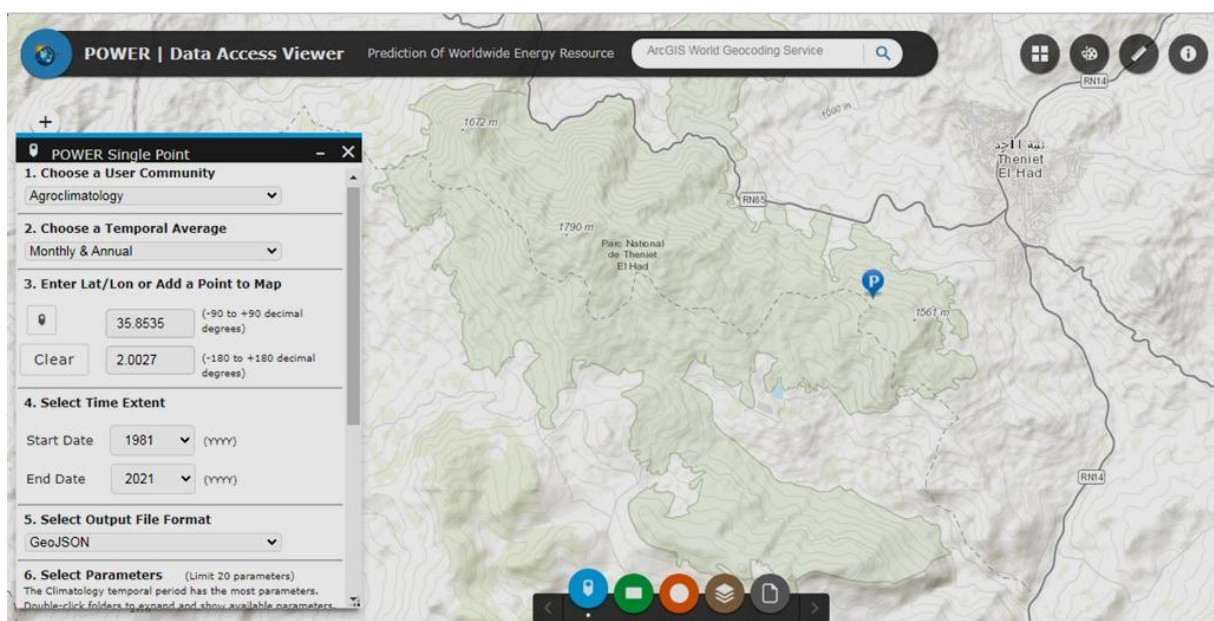 POWER | Data Access Viewer Prediction Of Worldwide Energy Resource ArcGIS World Geocoding Service
RN14
+
1672 m
1600 m
POWER Single Point – ✕
1. Choose a User Community
Agroclimatology
2. Choose a Temporal Average
Monthly & Annual
3. Enter Lat/Lon or Add a Point to Map
35.8535 (-90 to +90 decimal
degrees)
Clear 2.0027 (-180 to +180 decimal
degrees)
4. Select Time Extent
Start Date 1981 (YYYY)
End Date 2021 (YYYY)
5. Select Output File Format
GeoJSON
6. Select Parameters (Limit 20 parameters)
The Climatology temporal period has the most parameters.
Double-click folders to expand and show available parameters.
Theniet
El Had
RN65
1790 m
Parc National
de Theniet
El Had
P
1561 m
RN14